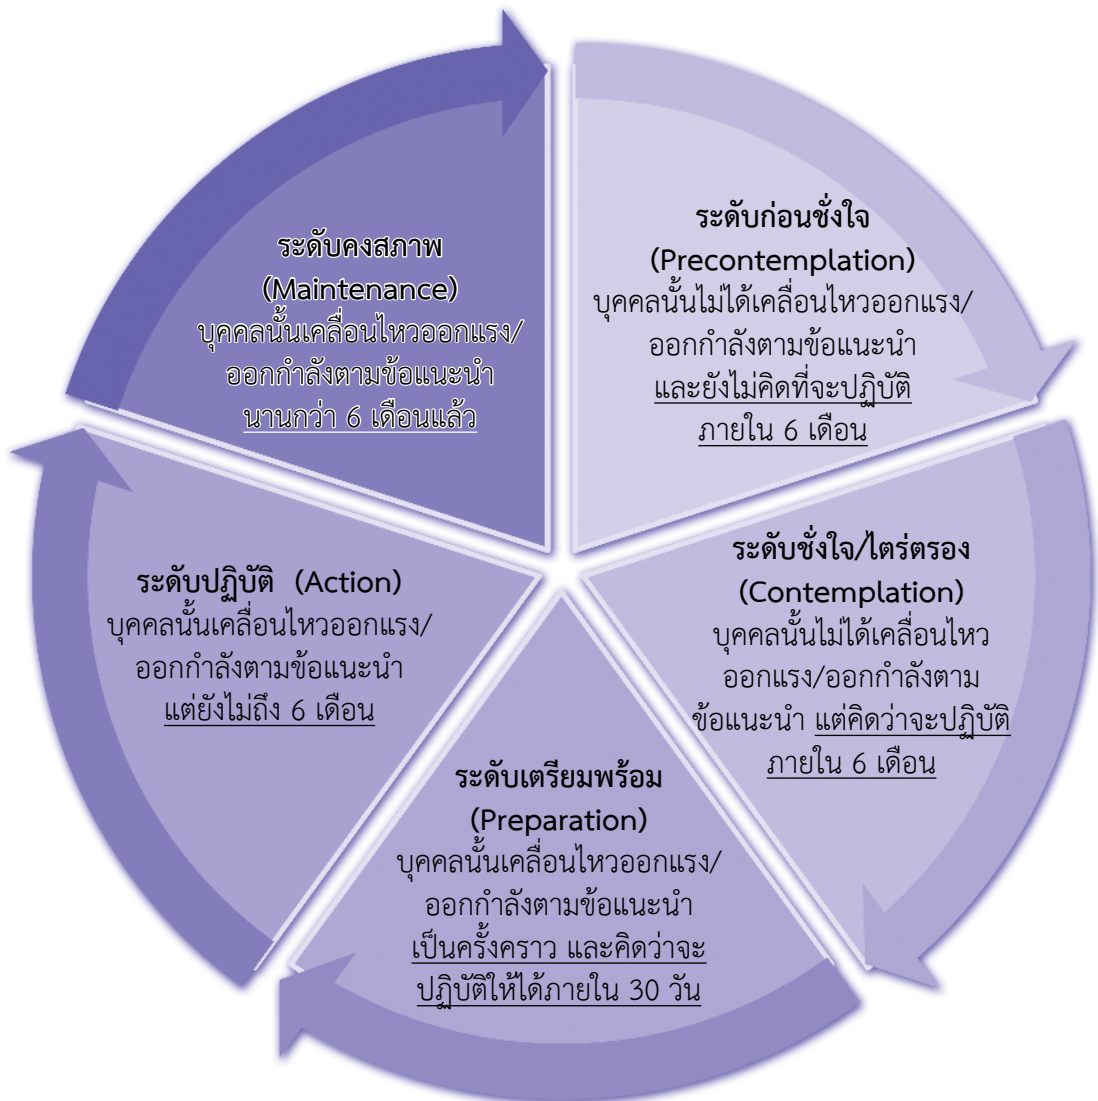 ระดับก่อนชั่งใจ
(Precontemplation)
บุคคลนั้นไม่ได้เคลื่อนไหวออกแรง/
ออกกำลังตามข้อแนะนำ
และยังไม่คิดที่จะปฏิบัติ
ภายใน 6 เดือน
ระดับชั่งใจ/ไตร่ตรอง
(Contemplation)
บุคคลนั้นไม่ได้เคลื่อนไหว
ออกแรง/ออกกำลังตาม
ข้อแนะนำ แต่คิดว่าจะปฏิบัติ
ภายใน 6 เดือน
ระดับเตรียมพร้อม
(Preparation)
บุคคลนั้นเคลื่อนไหวออกแรง/
ออกกำลังตามข้อแนะนำ
เป็นครั้งคราว และคิดว่าจะ
ปฏิบัติให้ได้ภายใน 30 วัน
ระดับปฏิบัติ (Action)
บุคคลนั้นเคลื่อนไหวออกแรง/
ออกกำลังตามข้อแนะนำ
แต่ยังไม่ถึง 6 เดือน
ระดับคงสภาพ
(Maintenance)
บุคคลนั้นเคลื่อนไหวออกแรง/
ออกกำลังตามข้อแนะนำ
นานกว่า 6 เดือนแล้ว